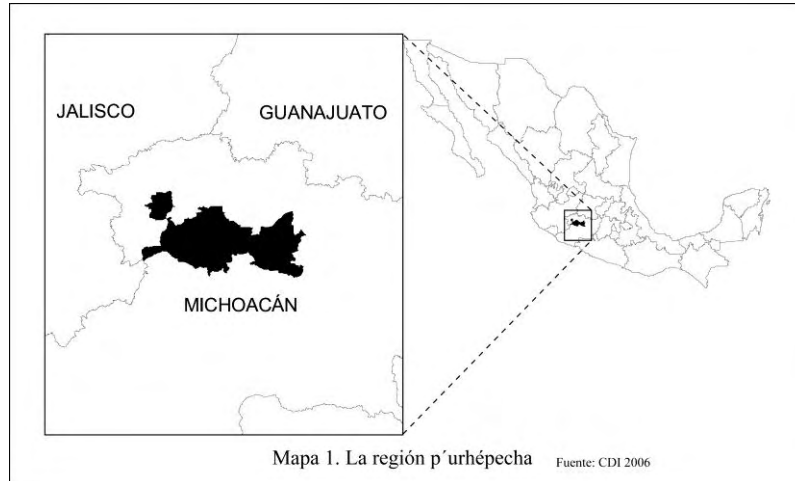 JALISCO
GUANAJUATO
MICHOACÁN
Mapa 1. La región p´urhépecha
Fuente: CDI 2006